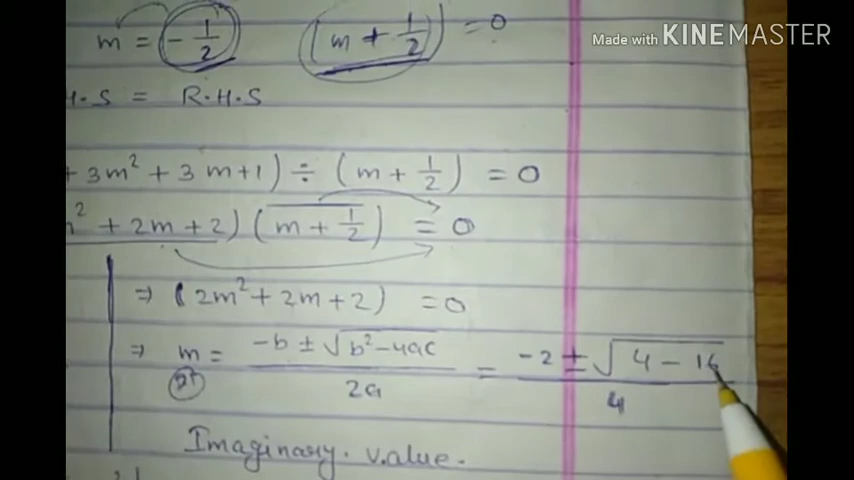 m = - 1/2 (m + 1/2) = 0
Made with KINEMASTER
H.S = R.H.S
+ 3m² + 3m+1) ÷ (m + 1/2) = 0
² + 2m + 2) (m + 1/2) = 0
⇒ (2m² + 2m + 2) = 0
⇒ m = (-b ± √(b² - 4ac))/2a = (-2 ± √(4 - 16))/4
Imaginary. value.